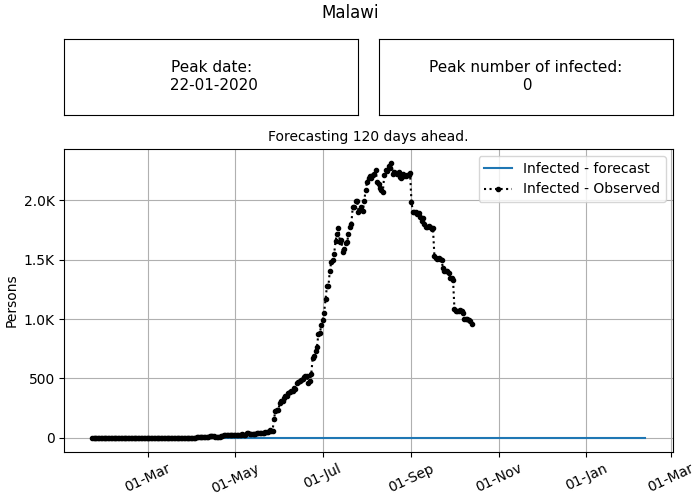 Malawi
Peak date:
22-01-2020
Peak number of infected:
0
Forecasting 120 days ahead.
Infected - forecast
Infected - Observed
Persons
2.0K
1.5K
1.0K
500
0
01-Mar
01-May
01-Jul
01-Sep
01-Nov
01-Jan
01-Mar